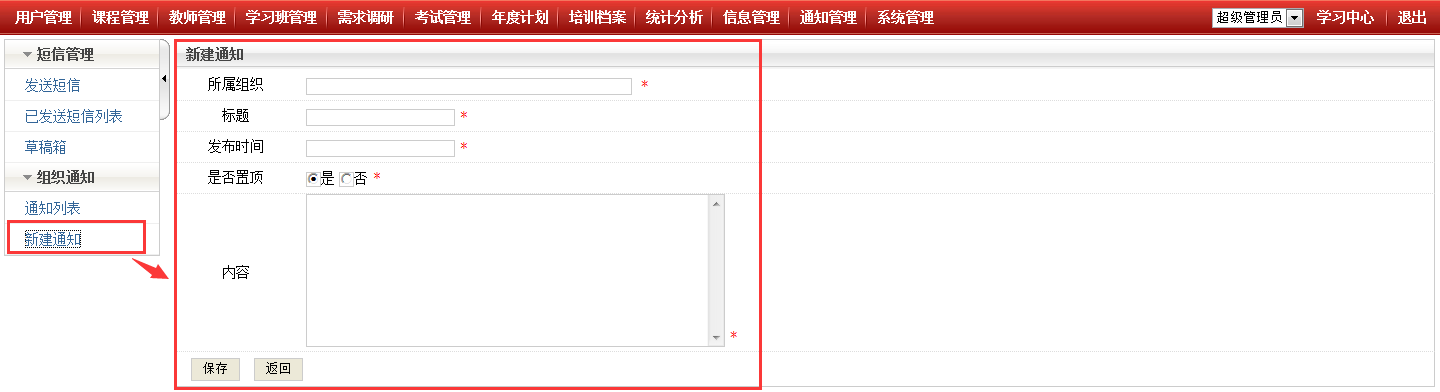 用户管理 课程管理 教师管理 学习班管理 需求调研 考试管理 年度计划 培训档案 统计分析 信息管理 通知管理 系统管理 超级管理员 学习中心 退出
短信管理
发送短信
已发送短信列表
草稿箱
组织通知
通知列表
新建通知
新建通知
所属组织 *
标题 *
发布时间 *
是否置顶 是 否 *
内容 *
保存 返回